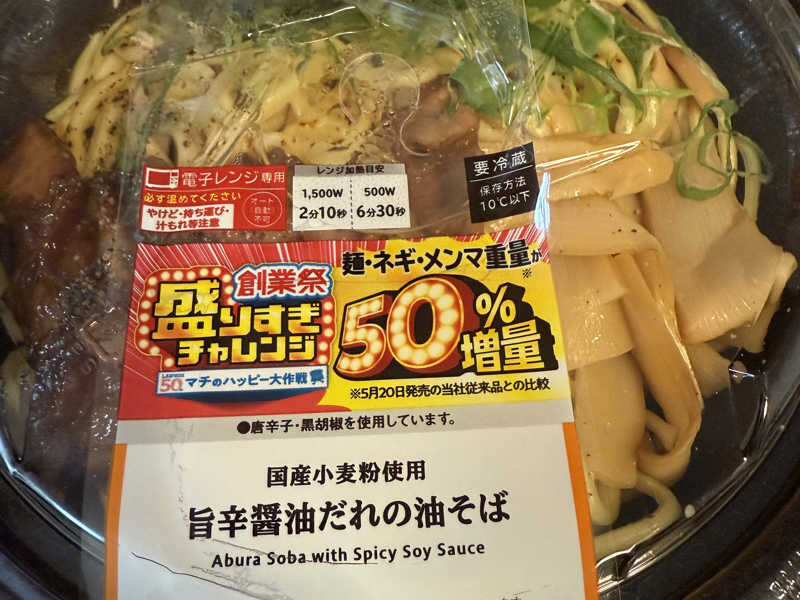 電子レンジ専用
必ず温めてください
やけど・持ち運び・
汁もれ等注意
オート
自動
不可
レンジ加熱目安
1,500W 500W
2分10秒 6分30秒
要冷蔵
保存方法
10℃以下
創業祭
盛りすぎ
チャレンジ
LAWSON
50th マチのハッピー大作戦
麺・ネギ・メンマ重量が
※
50%
増量
※5月20日発売の当社従来品との比較
●唐辛子・黒胡椒を使用しています。
国産小麦粉使用
旨辛醤油だれの油そば
Abura Soba with Spicy Soy Sauce